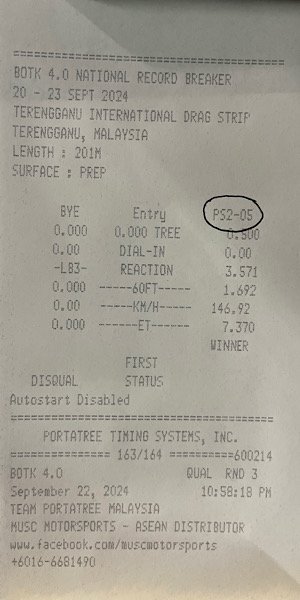 ================================
BOTK 4.0 NATIONAL RECORD BREAKER
20 - 23 SEPT 2024
TERENGGANU INTERNATIONAL DRAG STRIP
TERENGGANU, MALAYSIA
LENGTH : 201M
SURFACE : PREP
BYE Entry PS2-05
0.000 0.000 TREE 0.500
0.00 DIAL-IN 0.00
-LB3- REACTION 3.571
0.000 ------60FT----- 1.692
0.00 -----KM/H----- 146.92
0.000 ------ET----- 7.370
WINNER
FIRST
DISQUAL STATUS
Autostart Disabled
================================
PORTATREE TIMING SYSTEMS, INC.
=============== 163/164 ==========600214
BOTK 4.0 QUAL RND 3
September 22, 2024 10:58:18 PM
TEAM PORTATREE MALAYSIA
MUSC MOTORSPORTS - ASEAN DISTRIBUTOR
www.facebook.com/muscmotorsports
+6016-6681490